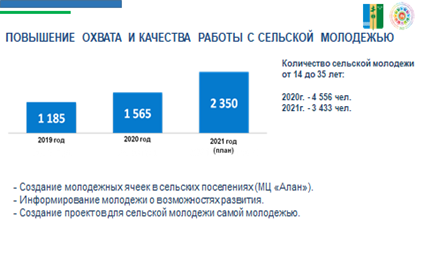 ПОВЫШЕНИЕ ОХВАТА И КАЧЕСТВА РАБОТЫ С СЕЛЬСКОЙ МОЛОДЕЖЬЮ
Количество сельской молодежи
от 14 до 35 лет:
2020г. - 4 556 чел.
2021г. - 3 433 чел.
1 185
1 565
2 350
2019 год
2020 год
2021 год
(план)
- Создание молодежных ячеек в сельских поселениях (МЦ «Алан»).
- Информирование молодежи о возможностях развития.
- Создание проектов для сельской молодежи самой молодежью.